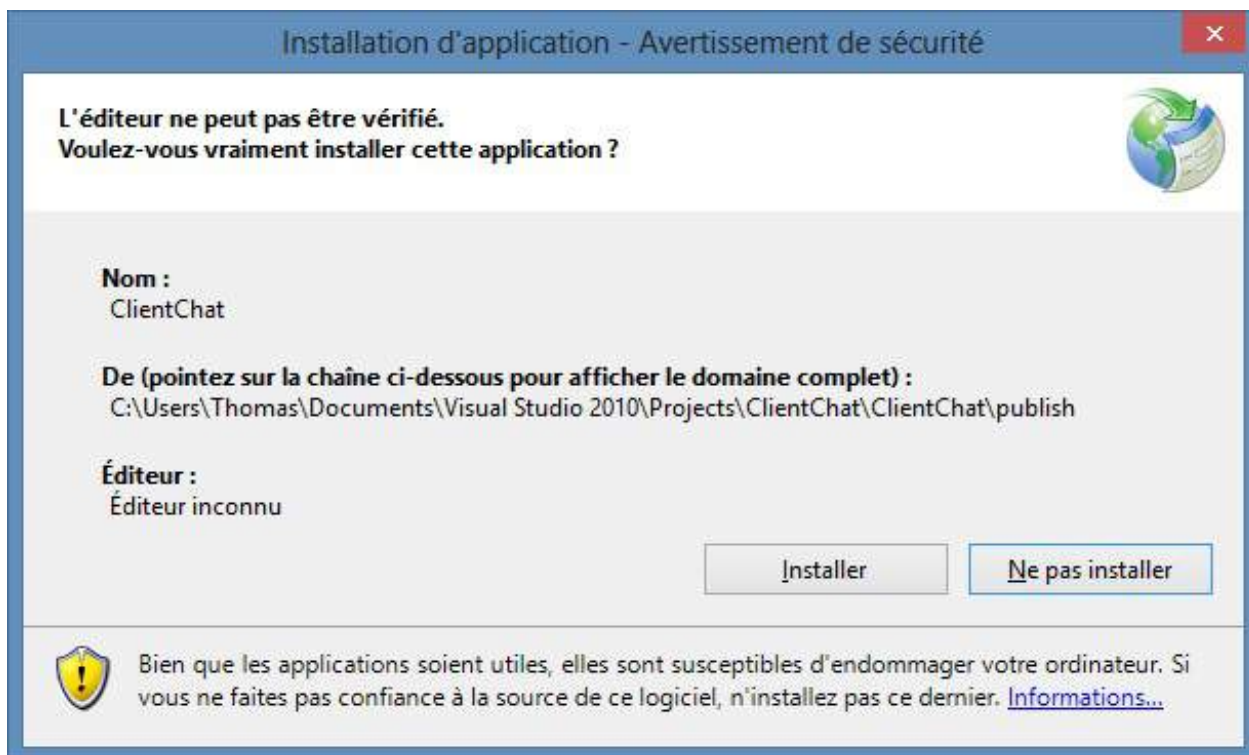 Installation d'application - Avertissement de sécurité
L'éditeur ne peut pas être vérifié.
Voulez-vous vraiment installer cette application ?
Nom :
ClientChat
De (pointez sur la chaîne ci-dessous pour afficher le domaine complet) :
C:\Users\Thomas\Documents\Visual Studio 2010\Projects\ClientChat\ClientChat\publish
Éditeur :
Éditeur inconnu
Installer
Ne pas installer
Bien que les applications soient utiles, elles sont susceptibles d'endommager votre ordinateur. Si
vous ne faites pas confiance à la source de ce logiciel, n'installez pas ce dernier. Informations...